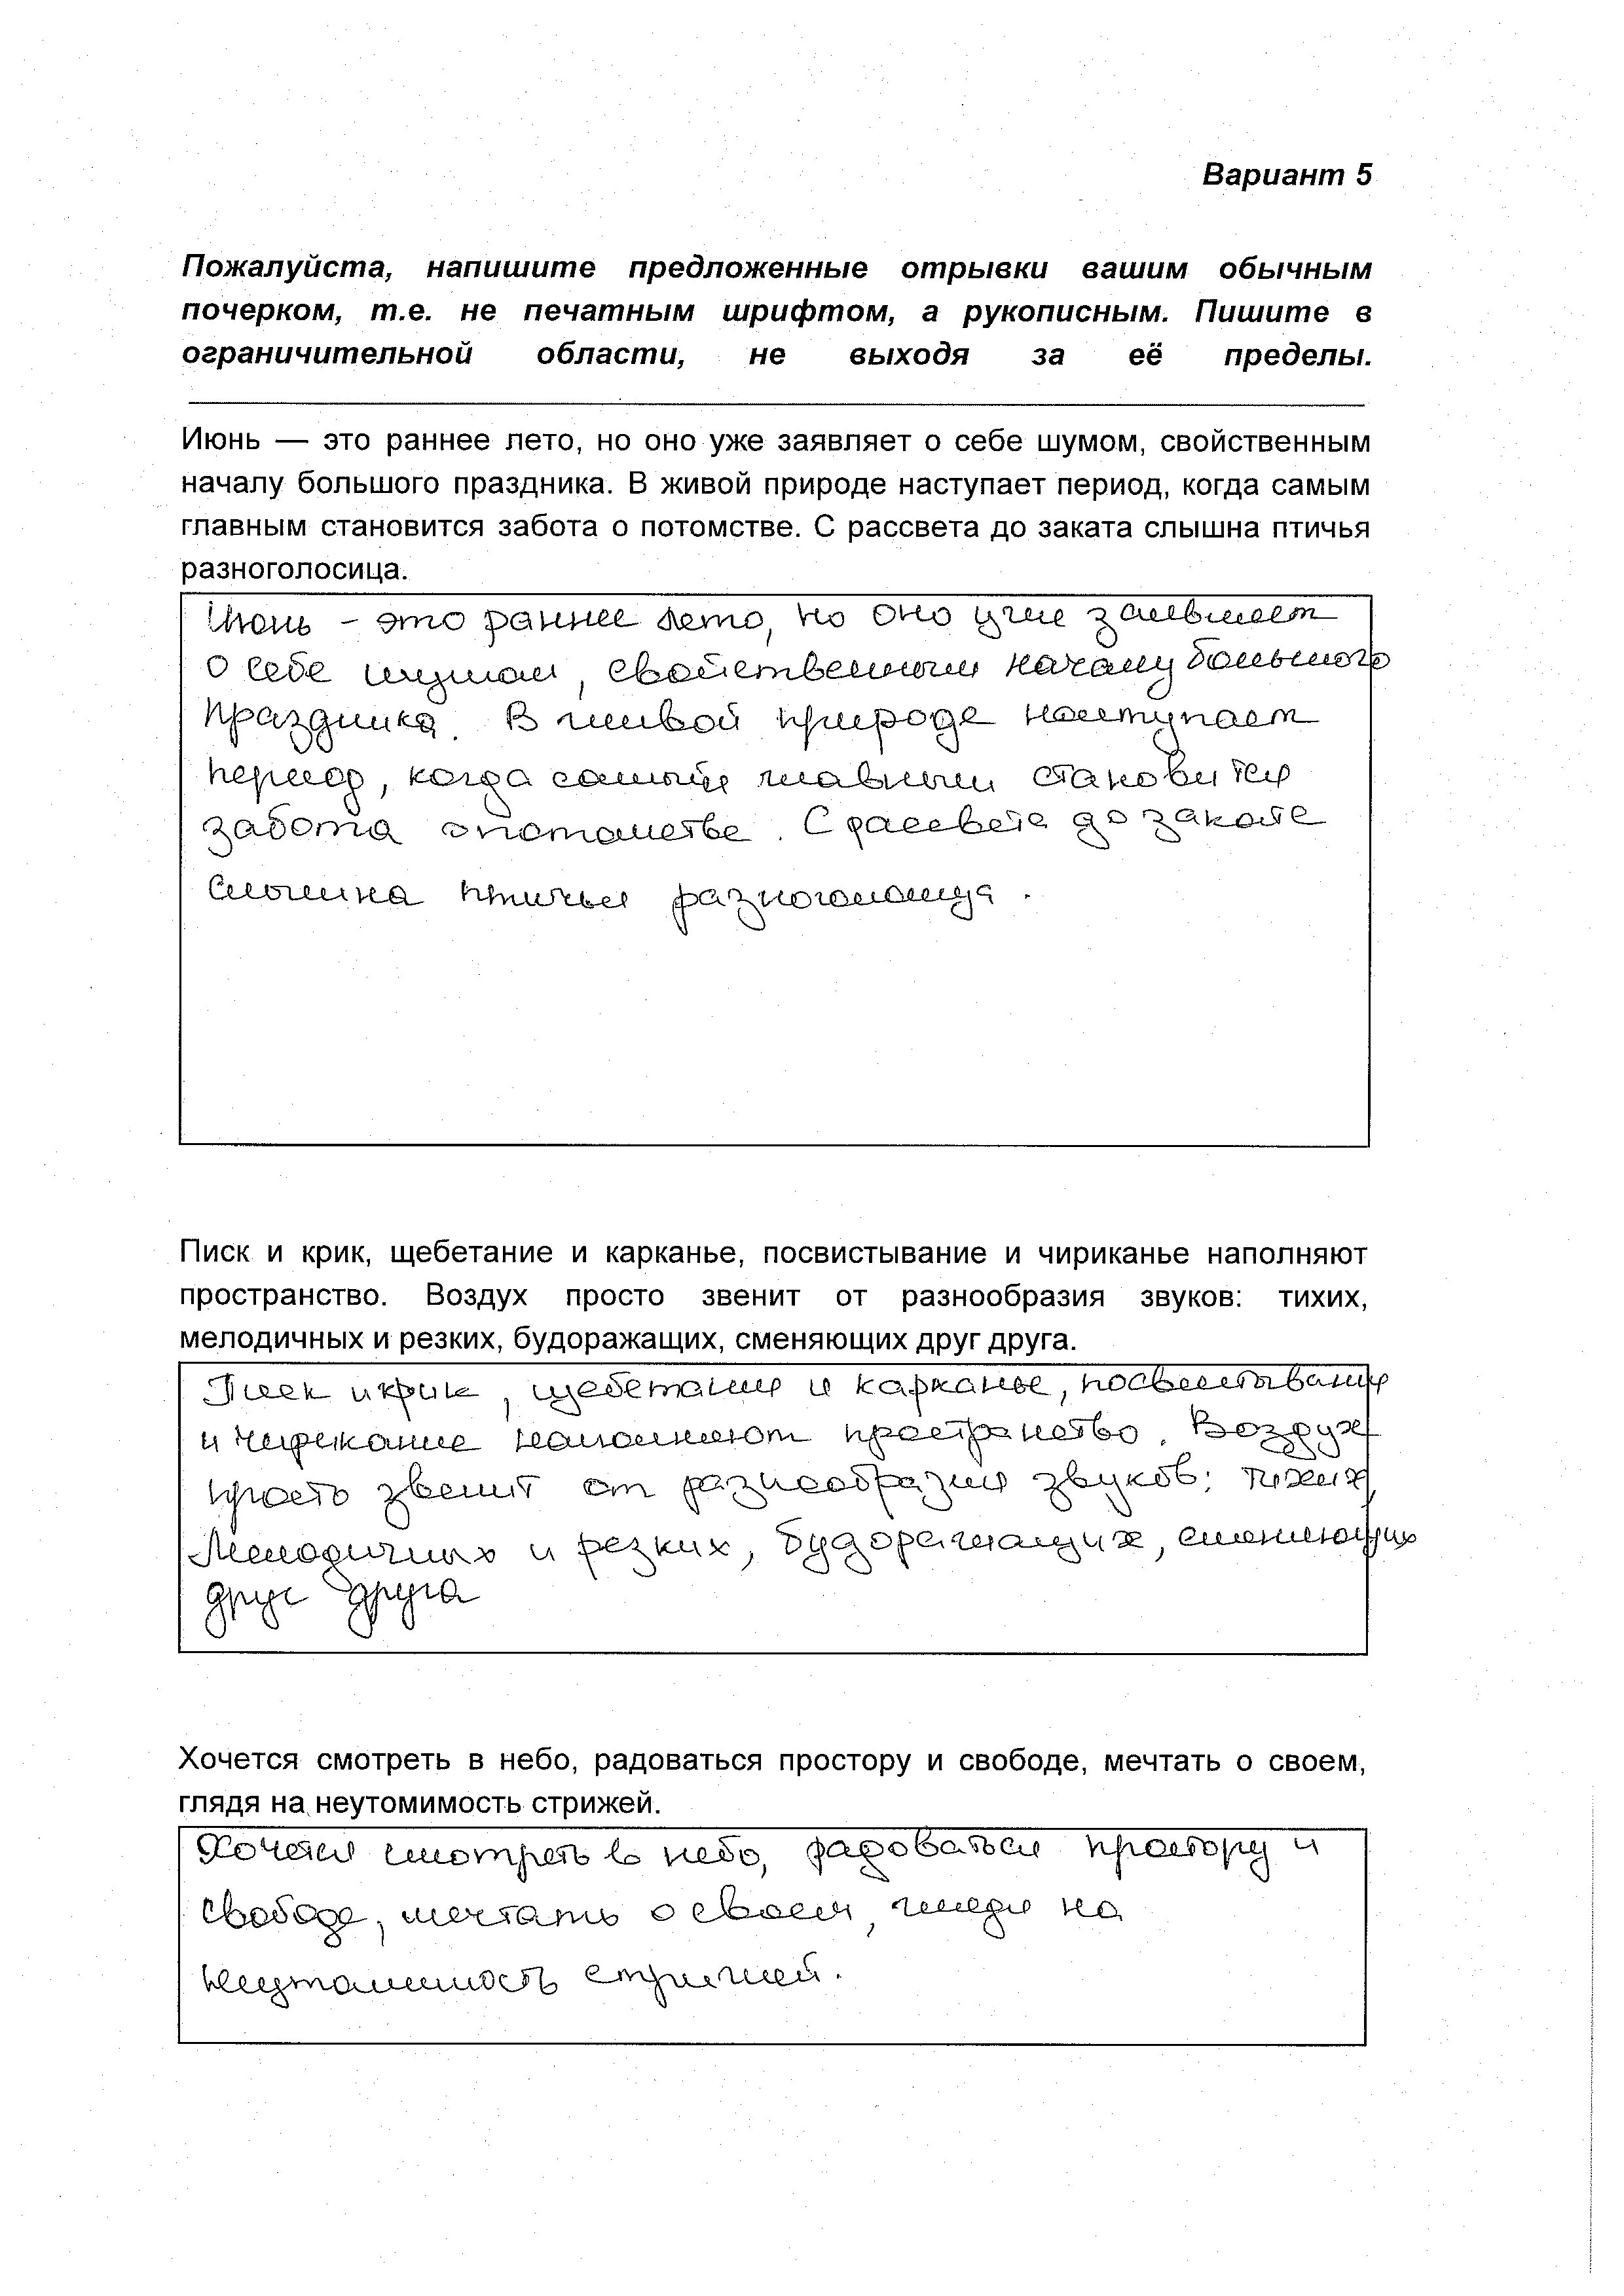 Вариант 5
Пожалуйста, напишите предложенные отрывки вашим обычным
почерком, т.е. не печатным шрифтом, а рукописным. Пишите в
ограничительной области, не выходя за её пределы.
Июнь — это раннее лето, но оно уже заявляет о себе шумом, свойственным
началу большого праздника. В живой природе наступает период, когда самым
главным становится забота о потомстве. С рассвета до заката слышна птичья
разноголосица.
Июнь - это раннее лето, но оно уже заявляет
о себе шумом, свойственным началу большого
праздника. В живой природе наступает
период, когда самым главным становится
забота о потомстве. С рассвета до заката
слышна птичья разноголосица.
Писк и крик, щебетание и карканье, посвистывание и чириканье наполняют
пространство. Воздух просто звенит от разнообразия звуков: тихих,
мелодичных и резких, будоражащих, сменяющих друг друга.
Писк и крик, щебетание и карканье, посвистывание
и чирикание наполняют пространство. Воздух
просто звенит от разнообразия звуков: тихих,
мелодичных и резких, будоражащих, сменяющих
друг друга
Хочется смотреть в небо, радоваться простору и свободе, мечтать о своем,
глядя на неутомимость стрижей.
Хочется смотреть в небо, радоваться простору и
свободе, мечтать о своем, глядя на
неутомимость стрижей.